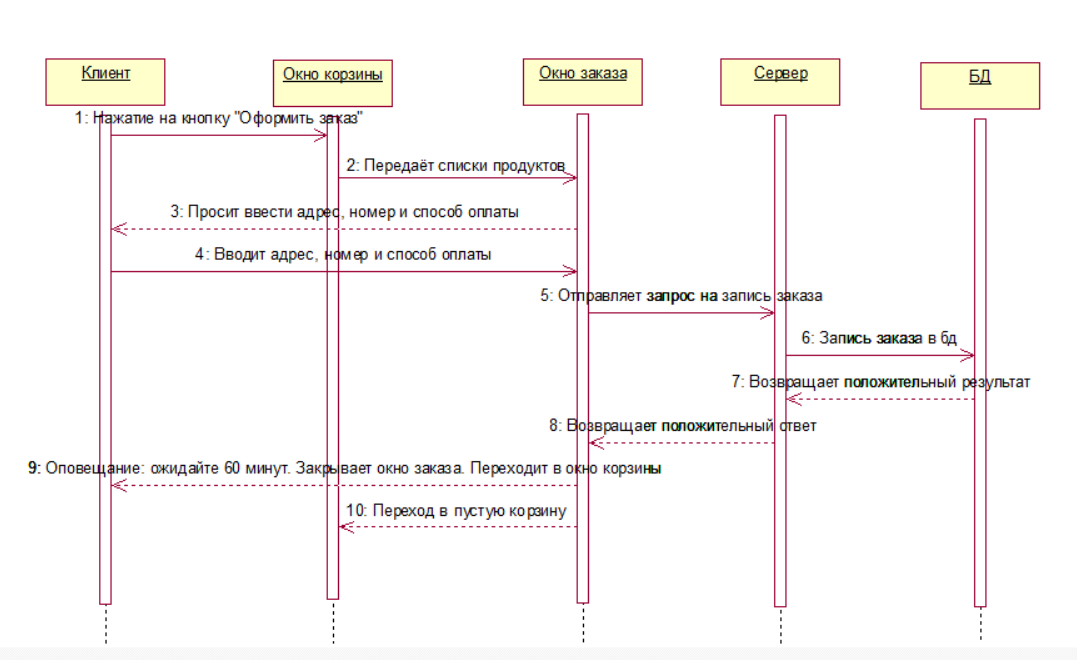 Клиент
Окно корзины
Окно заказа
Сервер
БД
1: Нажатие на кнопку "Оформить заказ"
2: Передаёт списки продуктов
3: Просит ввести адрес, номер и способ оплаты
4: Вводит адрес, номер и способ оплаты
5: Отправляет запрос на запись заказа
6: Запись заказа в бд
7: Возвращает положительный результат
8: Возвращает положительный ответ
9: Оповещание: ожидайте 60 минут. Закрывает окно заказа. Переходит в окно корзины
10: Переход в пустую корзину